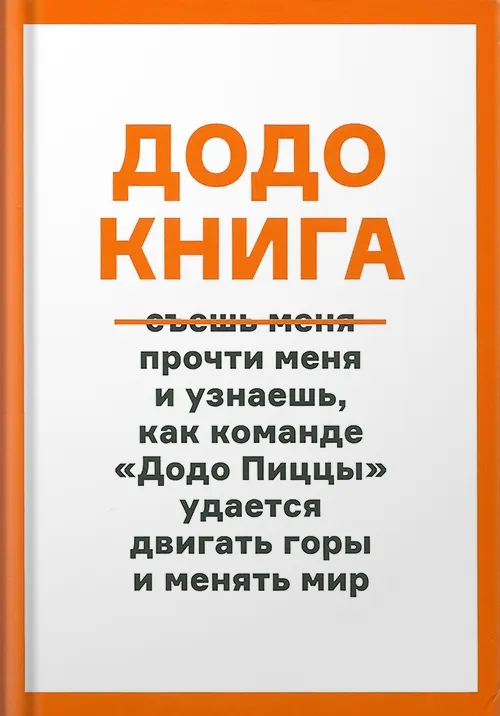 ДОДО
КНИГА
съешь меня
прочти меня
и узнаешь,
как команде
«Додо Пиццы»
удается
двигать горы
и менять мир